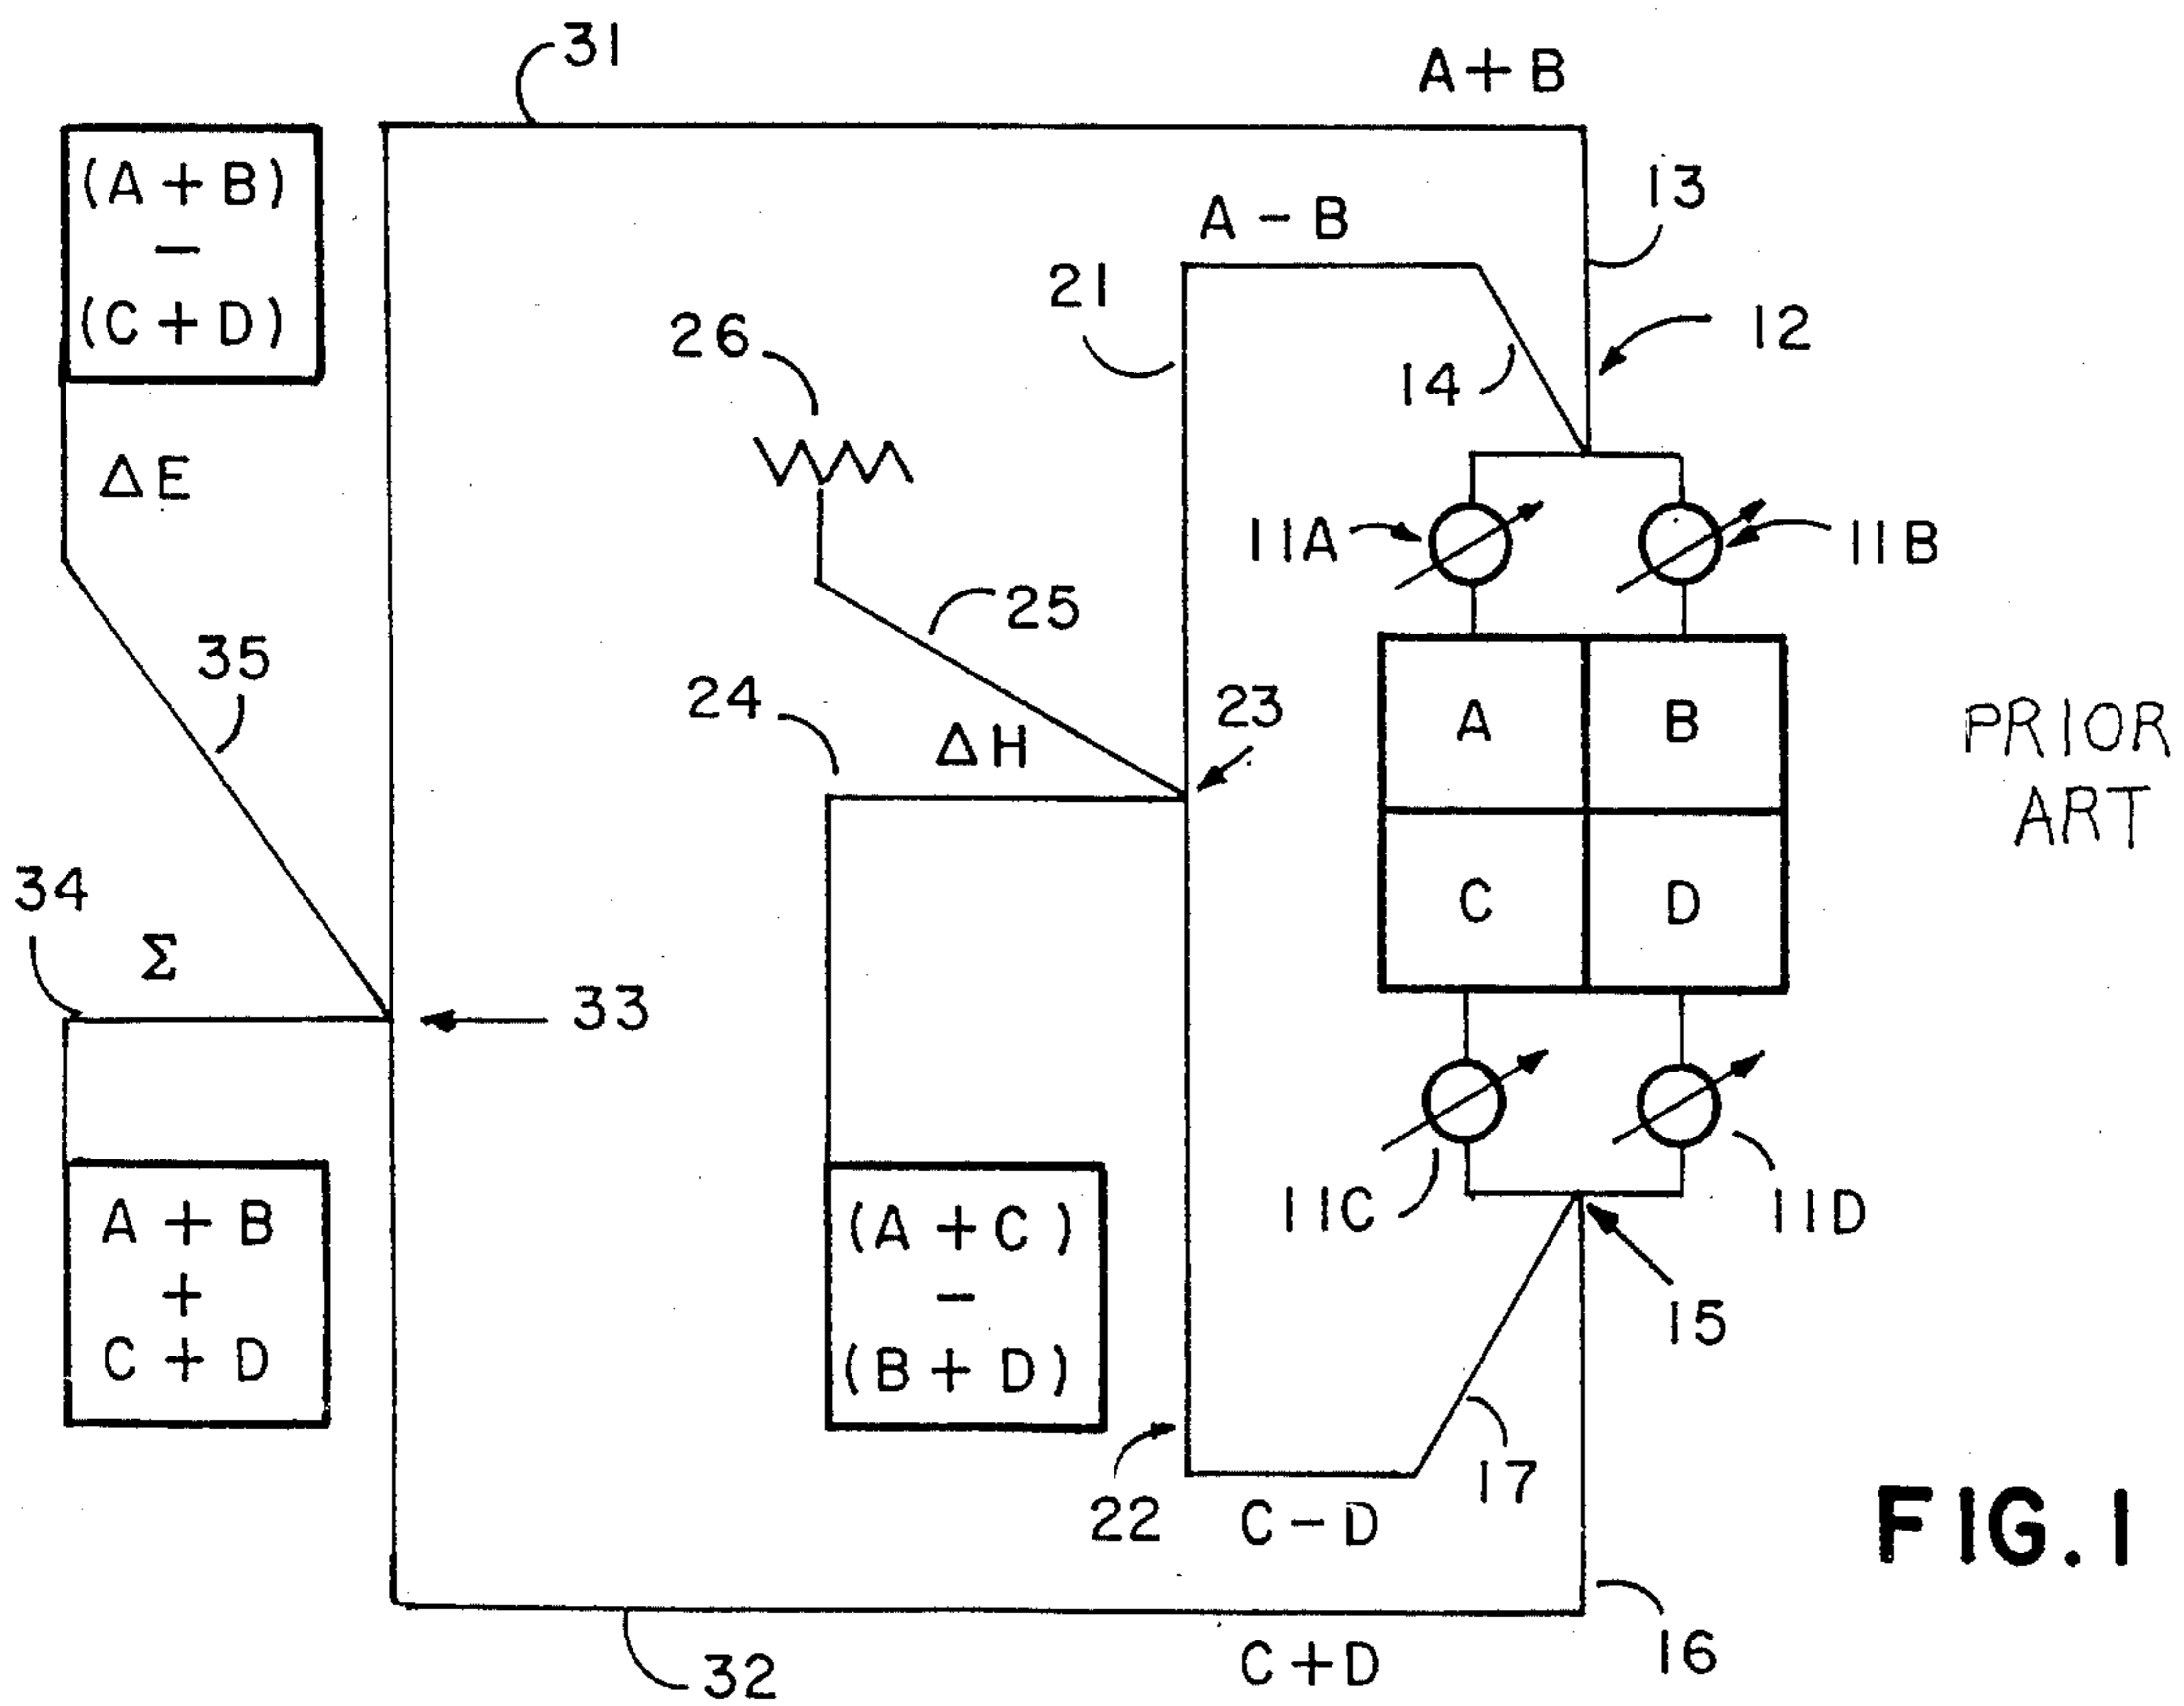 31
A+B
(A+B)
−
(C+D)
13
A−B
21
12
26
14
ΔE
11A
11B
25
35
24
23
ΔH
A
B
PRIOR
ART
34
Σ
C
D
33
A+B
+
C+D
(A+C)
−
(B+D)
11C
11D
15
17
22
C−D
FIG.1
32
C+D
16